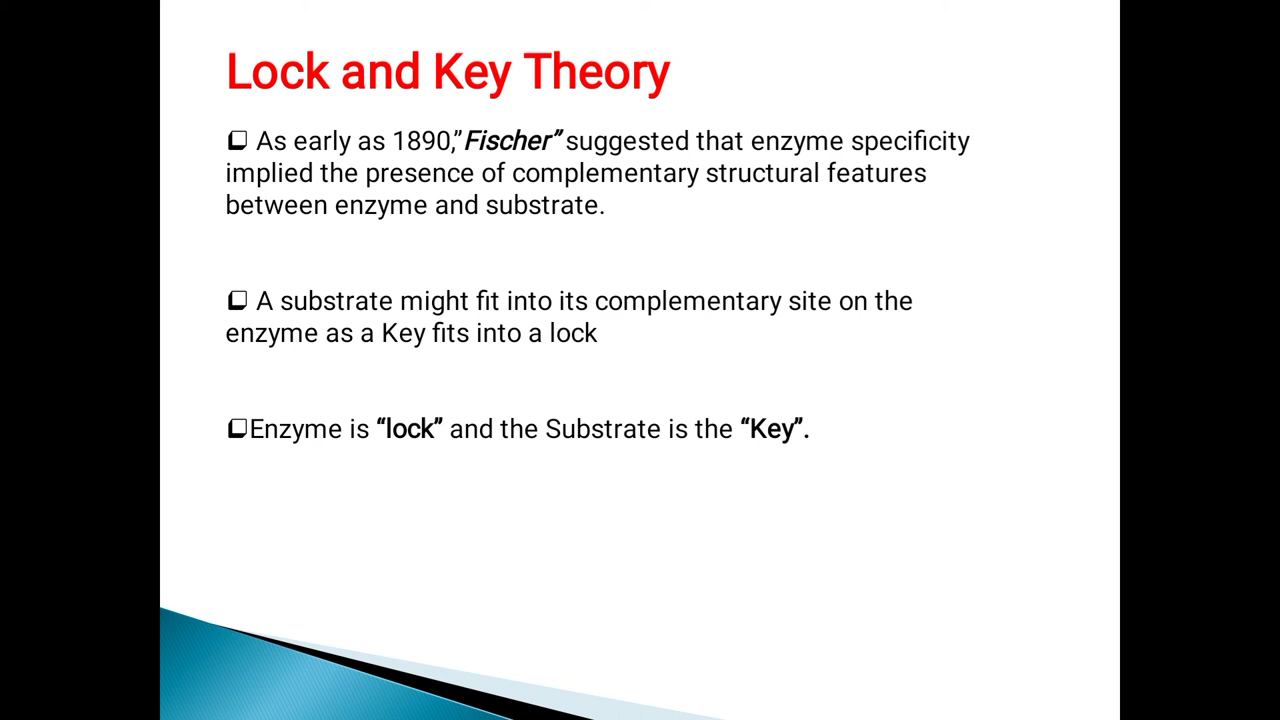 Lock and Key Theory
❑ As early as 1890,”Fischer” suggested that enzyme specificity
implied the presence of complementary structural features
between enzyme and substrate.
❑ A substrate might fit into its complementary site on the
enzyme as a Key fits into a lock
❑Enzyme is “lock” and the Substrate is the “Key”.